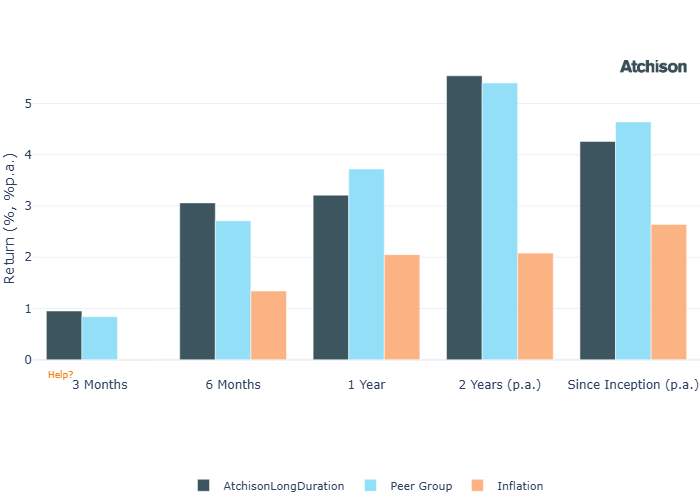 Atchison
5
4
3
2
1
0
Return (%, %p.a.)
Help?
3 Months
6 Months
1 Year
2 Years (p.a.)
Since Inception (p.a.)
AtchisonLongDuration
Peer Group
Inflation